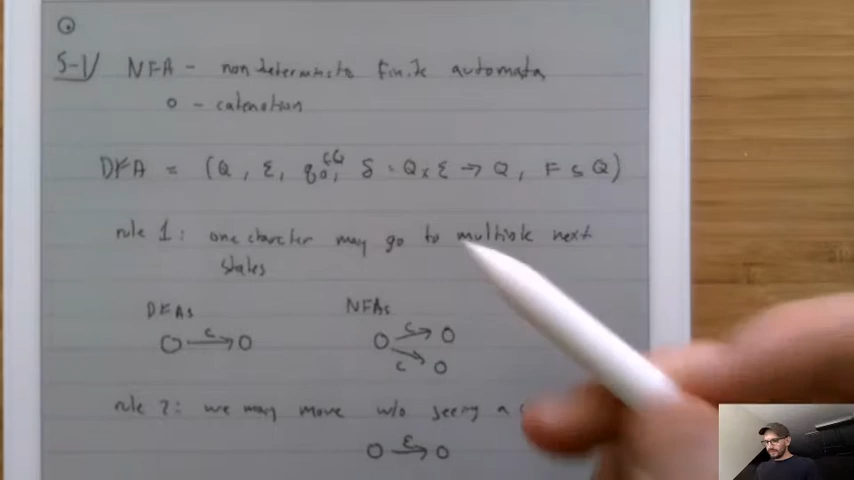 5-1/ NFA - nondeterministic finite automata
o - catenation
DFA = (Q, Σ, q0, ∈Q δ: Q x Σ → Q, F ⊆ Q)
rule 1: one character may go to multiple next
states
DFAs NFAs
c c
c
rule 2: we may move w/o seeing a
ε